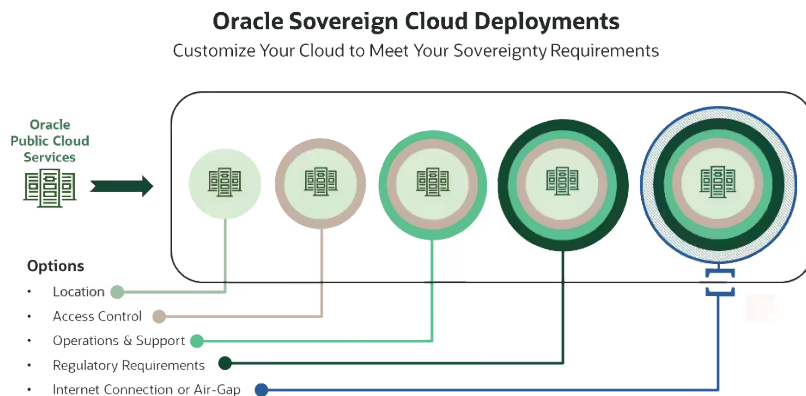 Oracle Sovereign Cloud Deployments
Customize Your Cloud to Meet Your Sovereignty Requirements
Oracle
Public Cloud
Services
Options
• Location
• Access Control
• Operations & Support
• Regulatory Requirements
• Internet Connection or Air-Gap